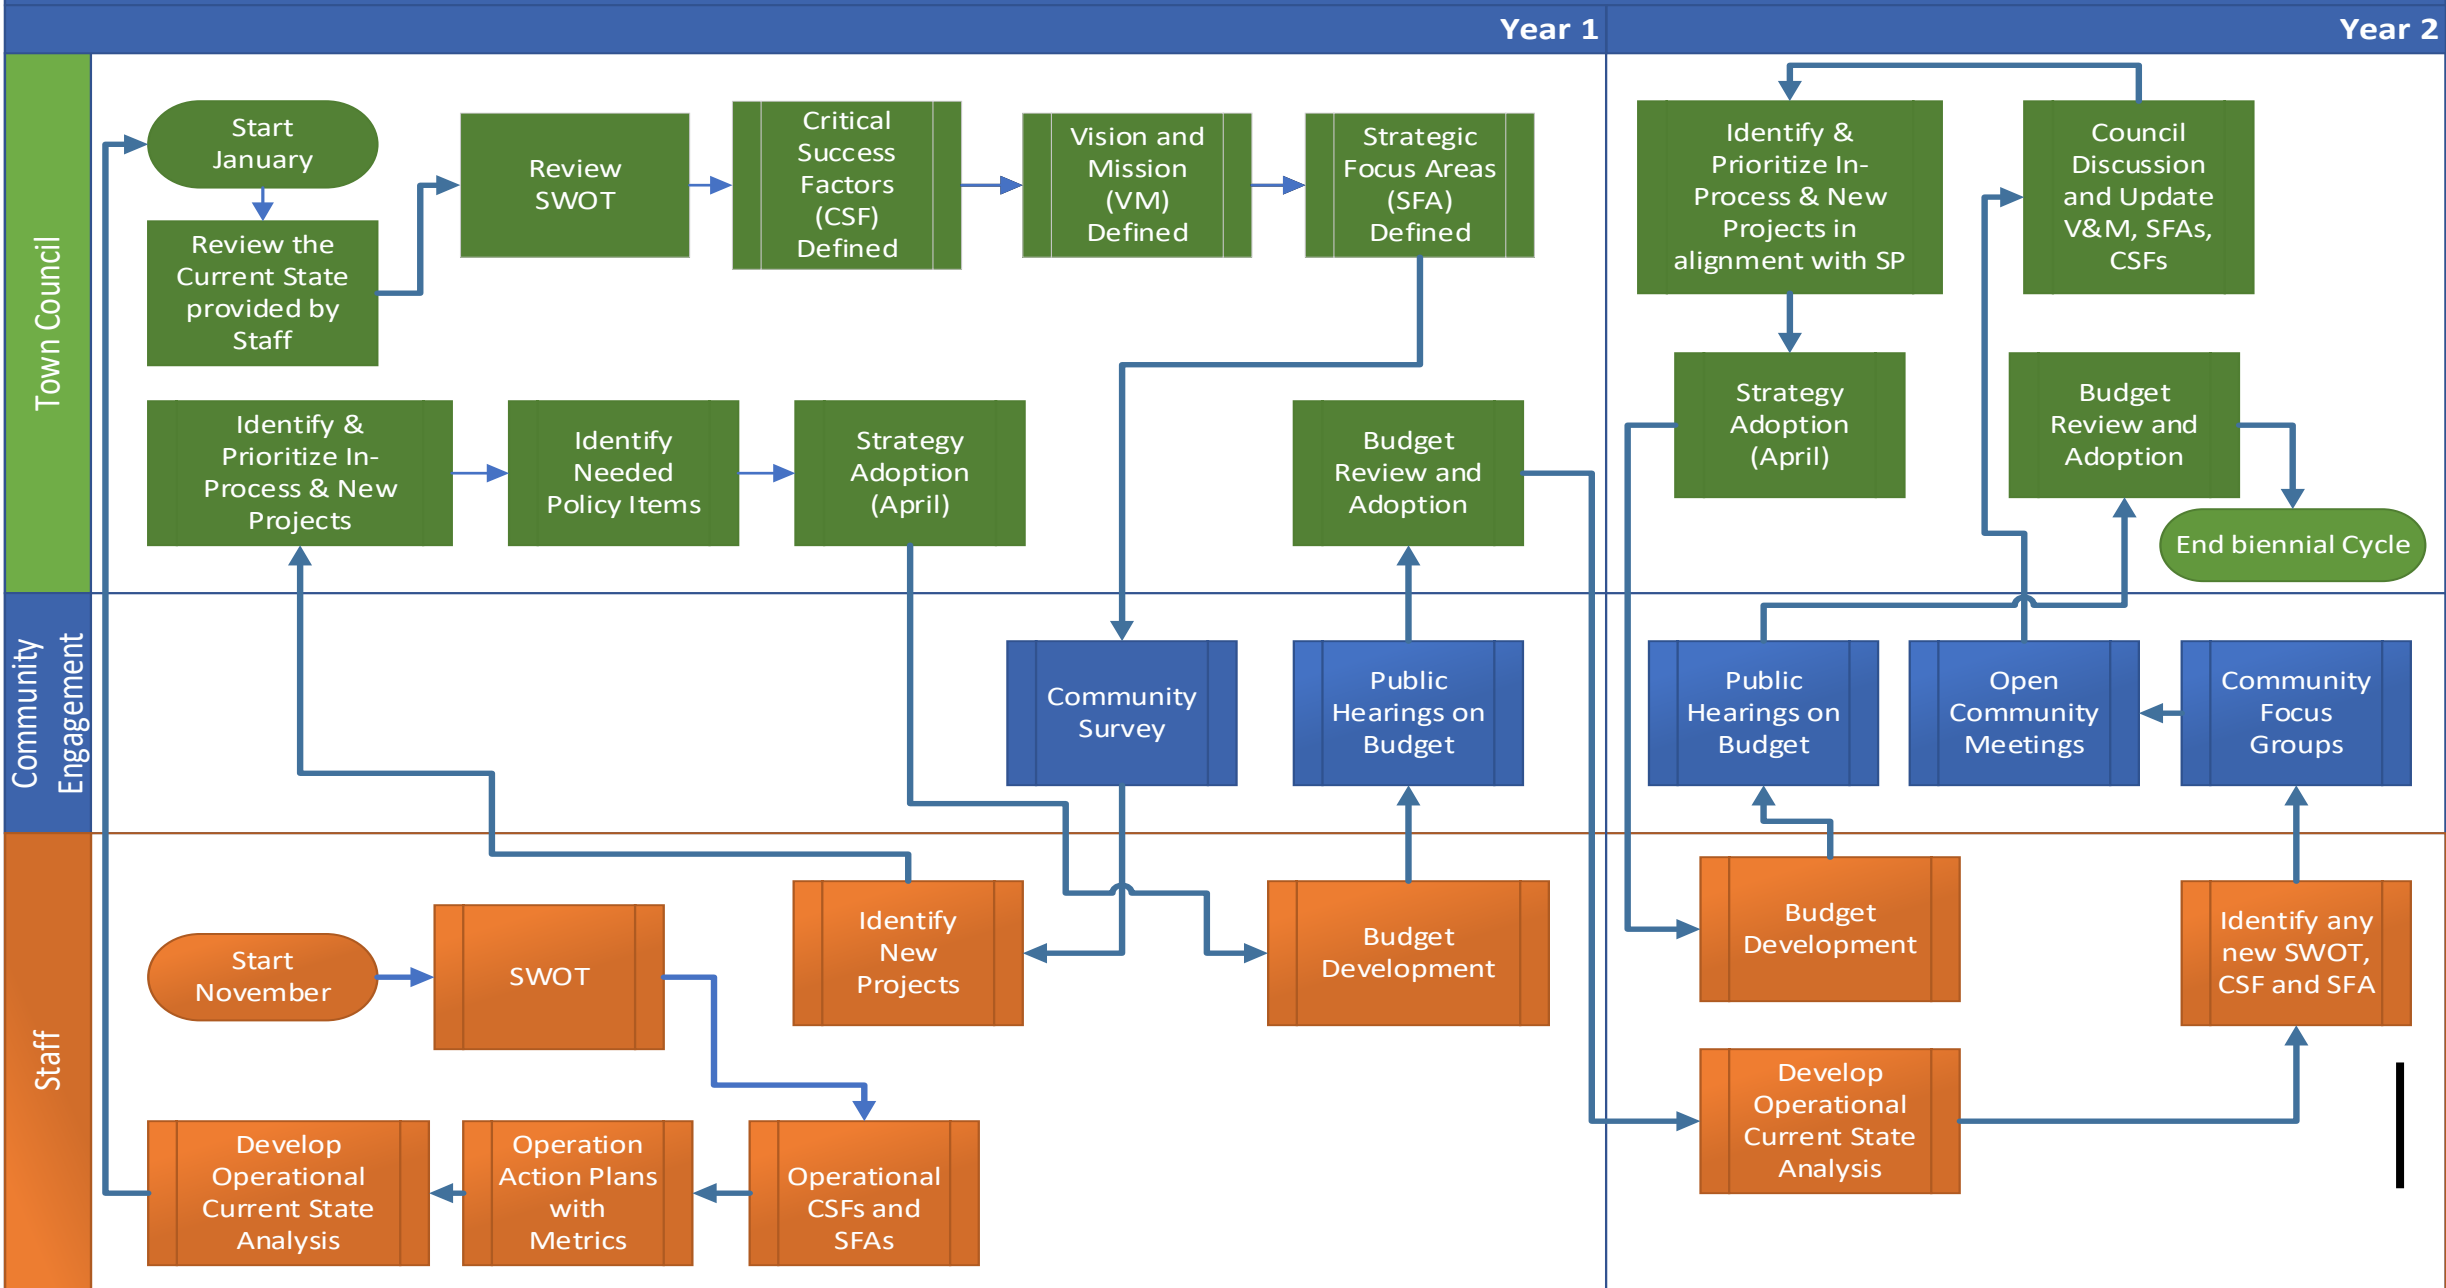 Year 1
Year 2
Town Council
Start
January
Review the
Current State
provided by
Staff
Review
SWOT
Critical
Success
Factors
(CSF)
Defined
Vision and
Mission
(VM)
Defined
Strategic
Focus Areas
(SFA)
Defined
Identify &
Prioritize In-
Process & New
Projects
Identify
Needed
Policy Items
Strategy
Adoption
(April)
Budget
Review and
Adoption
Identify &
Prioritize In-
Process & New
Projects in
alignment with SP
Council
Discussion
and Update
V&M, SFAs,
CSFs
Strategy
Adoption
(April)
Budget
Review and
Adoption
End biennial Cycle
Community
Engagement
Community
Survey
Public
Hearings on
Budget
Public
Hearings on
Budget
Open
Community
Meetings
Community
Focus
Groups
Staff
Start
November
SWOT
Identify
New
Projects
Budget
Development
Develop
Operational
Current State
Analysis
Operation
Action Plans
with
Metrics
Operational
CSFs and
SFAs
Budget
Development
Identify any
new SWOT,
CSF and SFA
Develop
Operational
Current State
Analysis